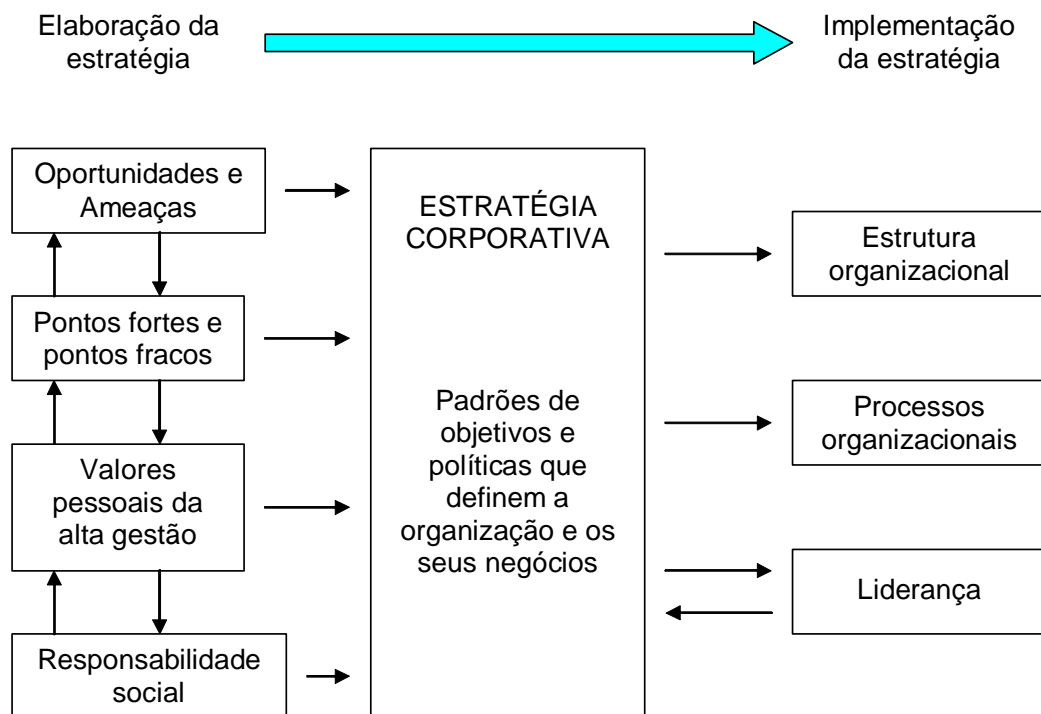 Elaboração da
estratégia
Implementação
da estratégia
Oportunidades e
Ameaças
Pontos fortes e
pontos fracos
Valores
pessoais da
alta gestão
Responsabilidade
social
ESTRATÉGIA
CORPORATIVA
Padrões de
objetivos e
políticas que
definem a
organização e os
seus negócios
Estrutura
organizacional
Processos
organizacionais
Liderança